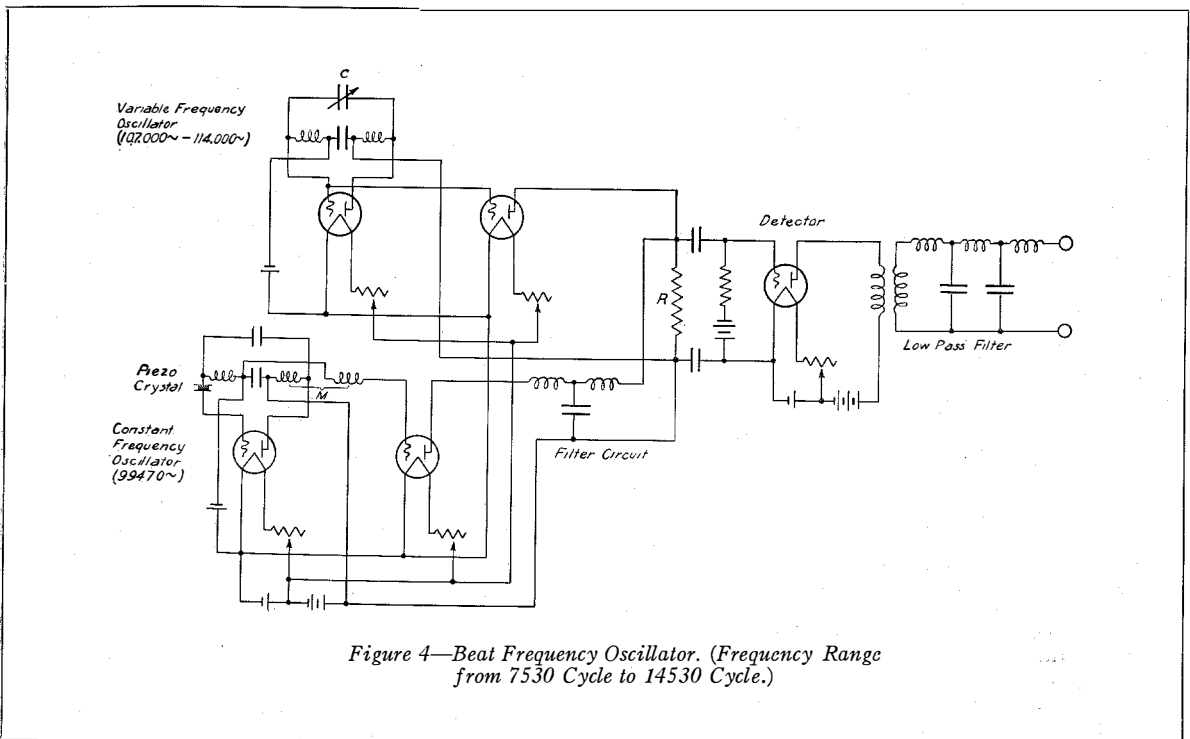 C
Variable Frequency
Oscillator
(107.000~ - 114.000~)
Detector
R
Low Pass Filter
Piezo
Crystal
M
Constant
Frequency
Oscillator
(99470~)
Filter Circuit
Figure 4—Beat Frequency Oscillator. (Frequency Range
from 7530 Cycle to 14530 Cycle.)